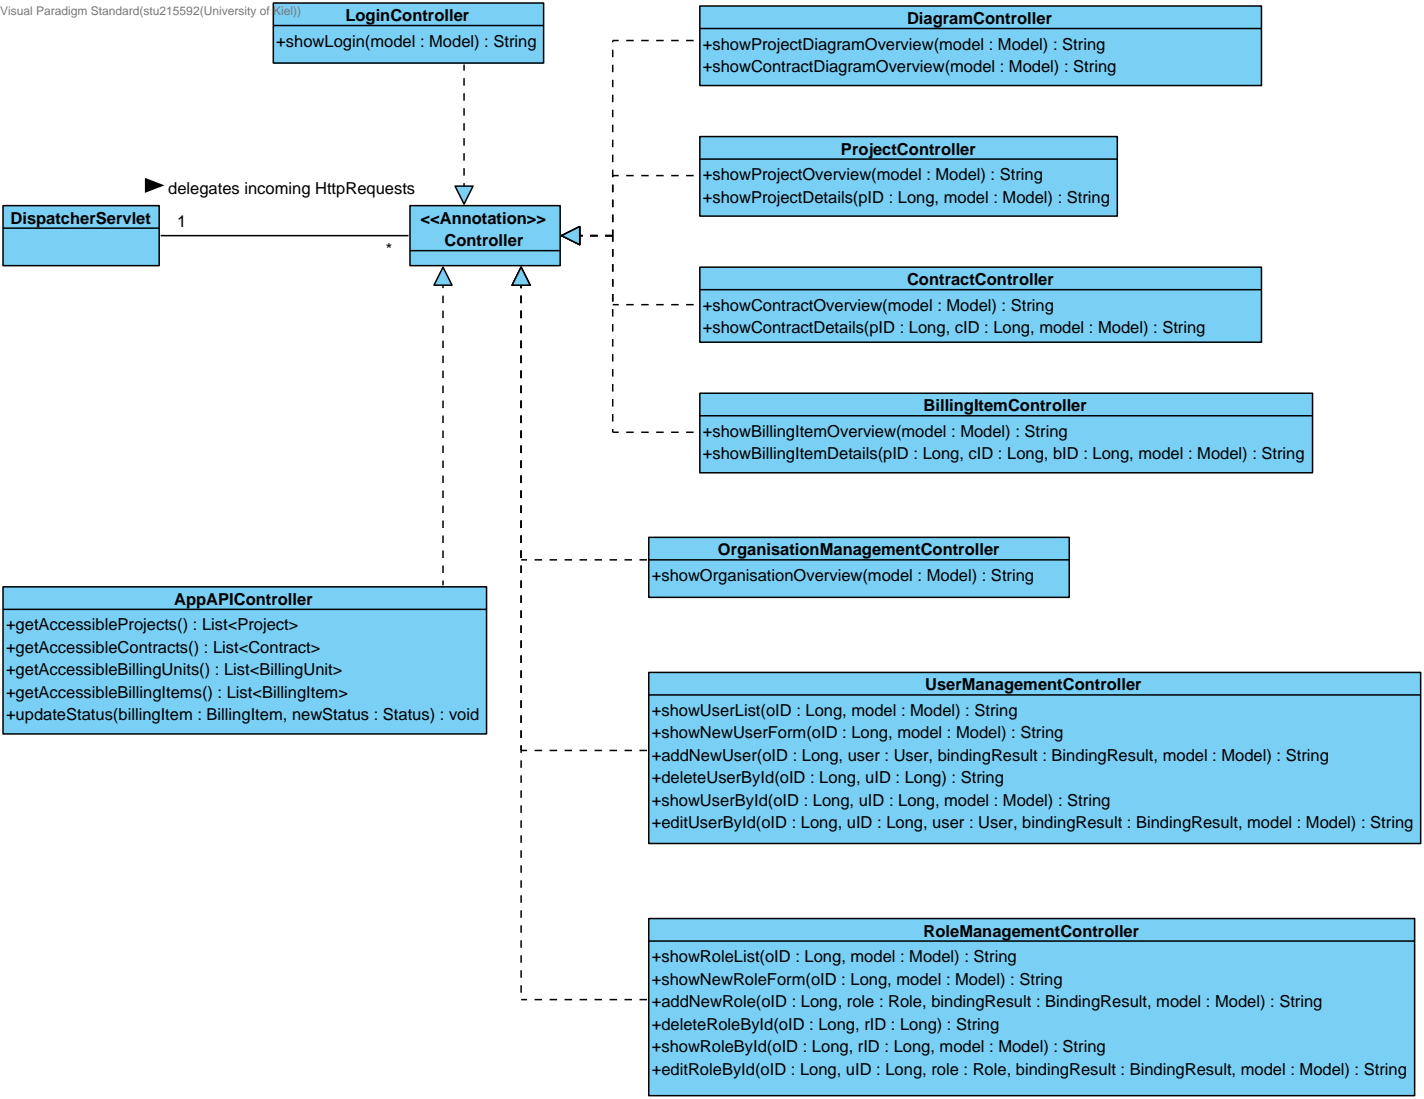 Visual Paradigm Standard(stu215592(University of Kiel))
LoginController
+showLogin(model : Model) : String
DiagramController
+showProjectDiagramOverview(model : Model) : String
+showContractDiagramOverview(model : Model) : String
ProjectController
+showProjectOverview(model : Model) : String
+showProjectDetails(pID : Long, model : Model) : String
delegates incoming HttpRequests
DispatcherServlet
1
*
<<Annotation>>
Controller
ContractController
+showContractOverview(model : Model) : String
+showContractDetails(pID : Long, cID : Long, model : Model) : String
BillingItemController
+showBillingItemOverview(model : Model) : String
+showBillingItemDetails(pID : Long, cID : Long, bID : Long, model : Model) : String
OrganisationManagementController
+showOrganisationOverview(model : Model) : String
AppAPIController
+getAccessibleProjects() : List<Project>
+getAccessibleContracts() : List<Contract>
+getAccessibleBillingUnits() : List<BillingUnit>
+getAccessibleBillingItems() : List<BillingItem>
+updateStatus(billingItem : BillingItem, newStatus : Status) : void
UserManagementController
+showUserList(oID : Long, model : Model) : String
+showNewUserForm(oID : Long, model : Model) : String
+addNewUser(oID : Long, user : User, bindingResult : BindingResult, model : Model) : String
+deleteUserById(oID : Long, uID : Long) : String
+showUserById(oID : Long, uID : Long, model : Model) : String
+editUserById(oID : Long, uID : Long, user : User, bindingResult : BindingResult, model : Model) : String
RoleManagementController
+showRoleList(oID : Long, model : Model) : String
+showNewRoleForm(oID : Long, model : Model) : String
+addNewRole(oID : Long, role : Role, bindingResult : BindingResult, model : Model) : String
+deleteRoleById(oID : Long, rID : Long) : String
+showRoleById(oID : Long, rID : Long, model : Model) : String
+editRoleById(oID : Long, uID : Long, role : Role, bindingResult : BindingResult, model : Model) : String